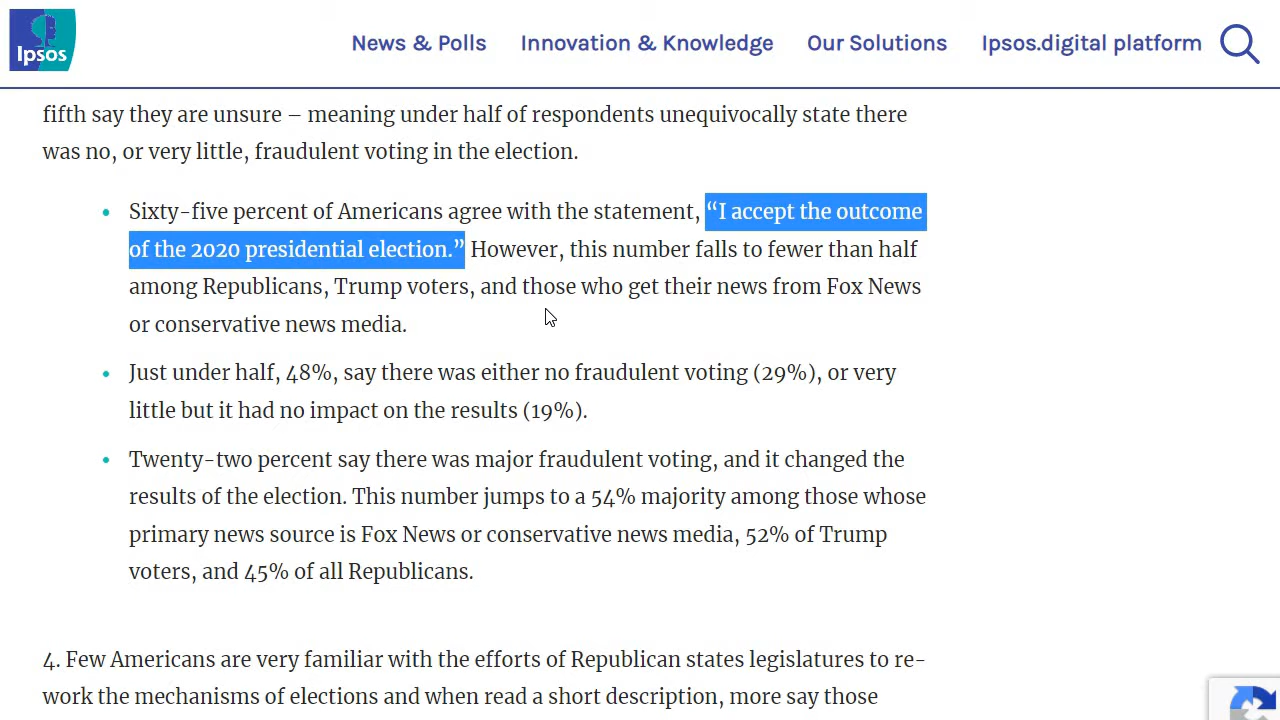 Ipsos
News & Polls
Innovation & Knowledge
Our Solutions
Ipsos.digital platform
fifth say they are unsure – meaning under half of respondents unequivocally state there
was no, or very little, fraudulent voting in the election.
• Sixty-five percent of Americans agree with the statement, “I accept the outcome
of the 2020 presidential election.” However, this number falls to fewer than half
among Republicans, Trump voters, and those who get their news from Fox News
or conservative news media.
• Just under half, 48%, say there was either no fraudulent voting (29%), or very
little but it had no impact on the results (19%).
• Twenty-two percent say there was major fraudulent voting, and it changed the
results of the election. This number jumps to a 54% majority among those whose
primary news source is Fox News or conservative news media, 52% of Trump
voters, and 45% of all Republicans.
4. Few Americans are very familiar with the efforts of Republican states legislatures to re-
work the mechanisms of elections and when read a short description, more say those